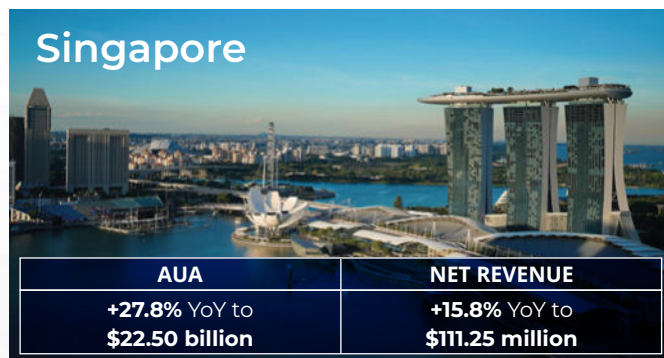 Singapore
AUA
NET REVENUE
+27.8% YoY to
$22.50 billion
+15.8% YoY to
$111.25 million